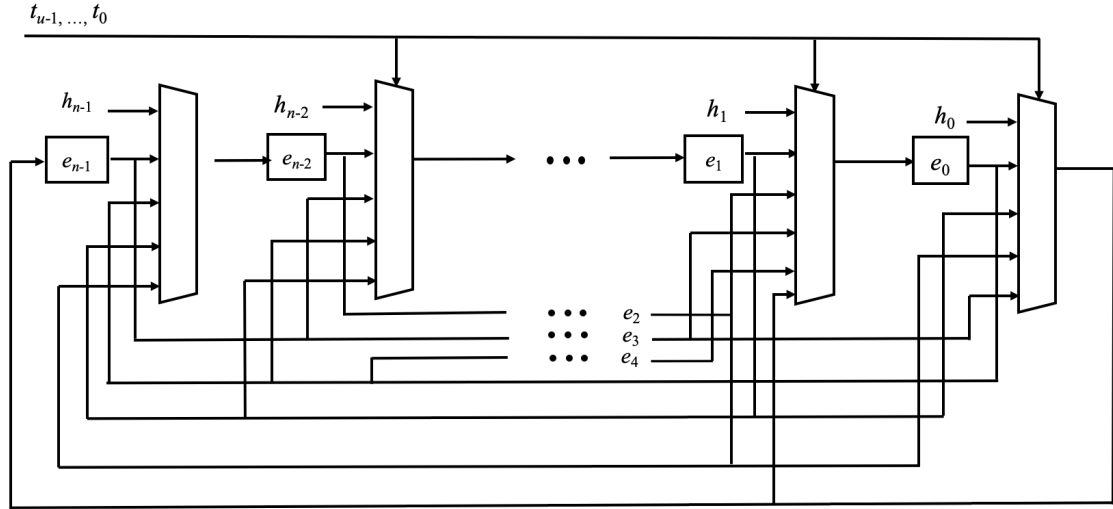 t_{u-1, ...,} t_0
h_{n-1}
h_{n-2}
h_1
h_0
e_{n-1}
e_{n-2}
...
e_1
e_0
... e_2
... e_3
... e_4